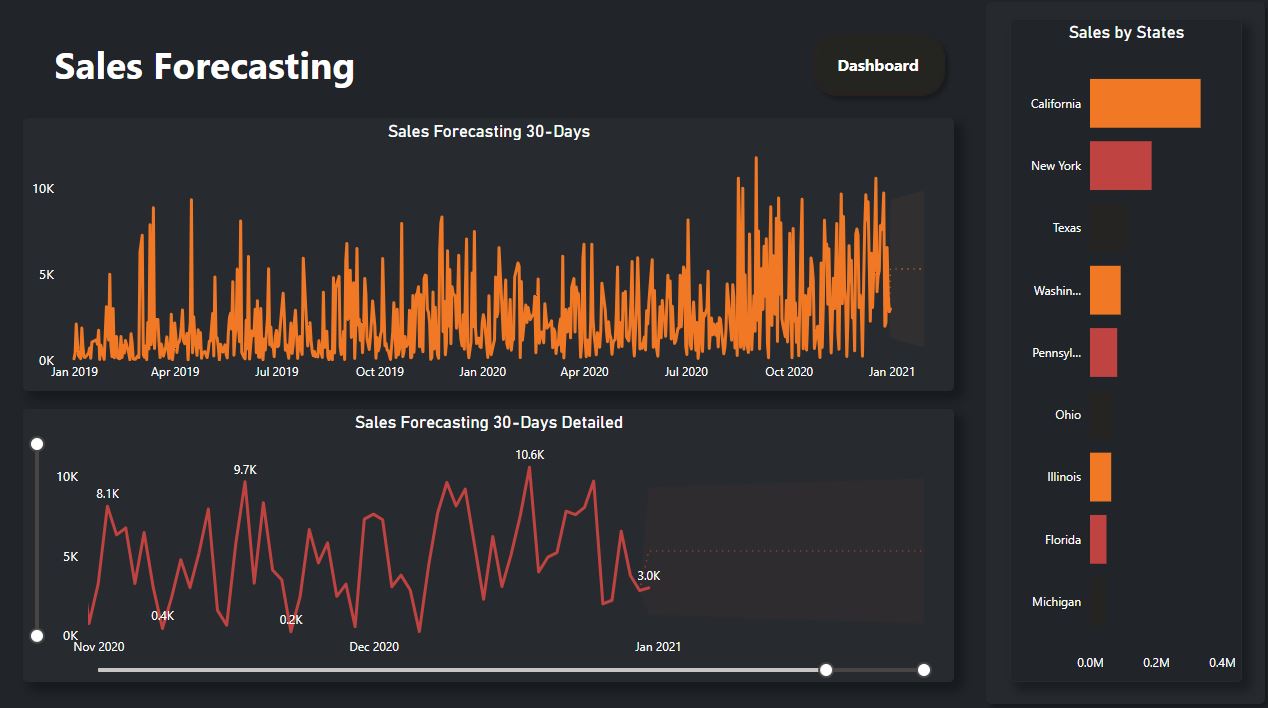 Sales Forecasting
Dashboard
Sales Forecasting 30-Days
10K
5K
0K
Jan 2019 Apr 2019 Jul 2019 Oct 2019 Jan 2020 Apr 2020 Jul 2020 Oct 2020 Jan 2021
Sales Forecasting 30-Days Detailed
10K
5K
0K
8.1K
0.4K
9.7K
0.2K
10.6K
3.0K
Nov 2020 Dec 2020 Jan 2021
Sales by States
California
New York
Texas
Washin...
Pennsyl...
Ohio
Illinois
Florida
Michigan
0.0M 0.2M 0.4M